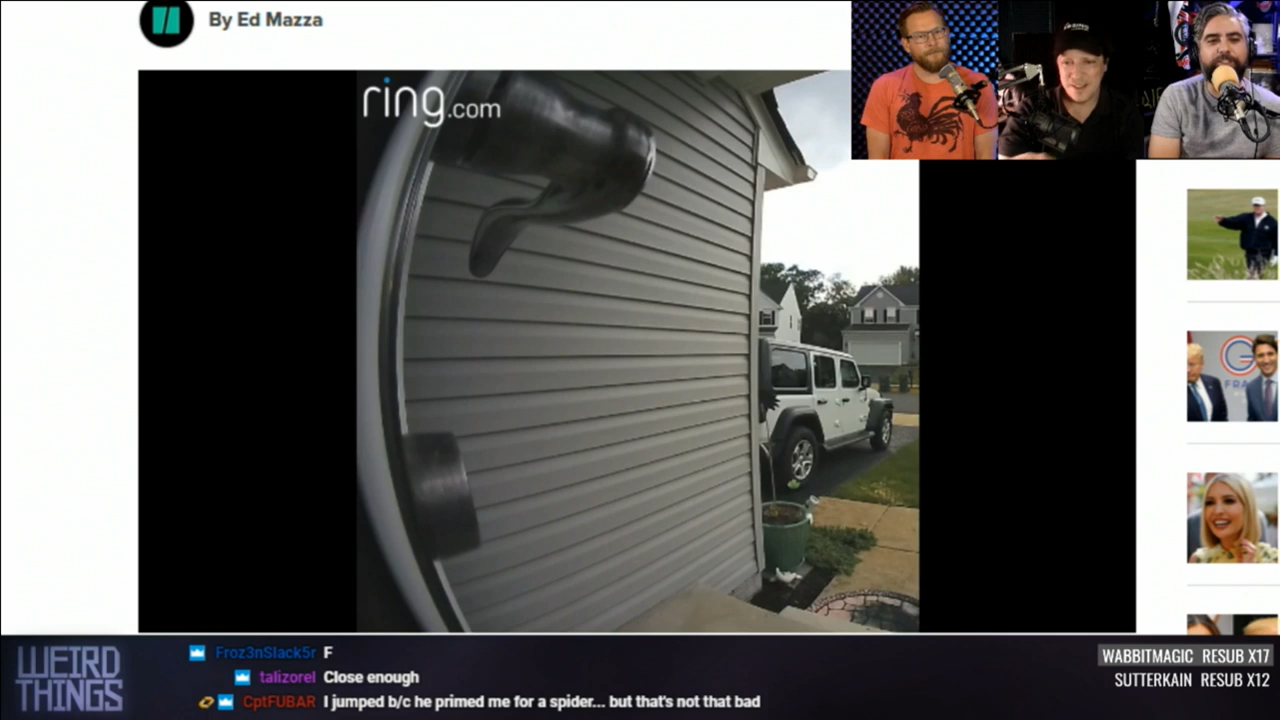 By Ed Mazza
ring.com
WEIRD
THINGS
Froz3nSlack5r F
talizorel Close enough
CptFUBAR I jumped b/c he primed me for a spider... but that's not that bad
WABBITMAGIC RESUB X17
SUTTERKAIN RESUB X12